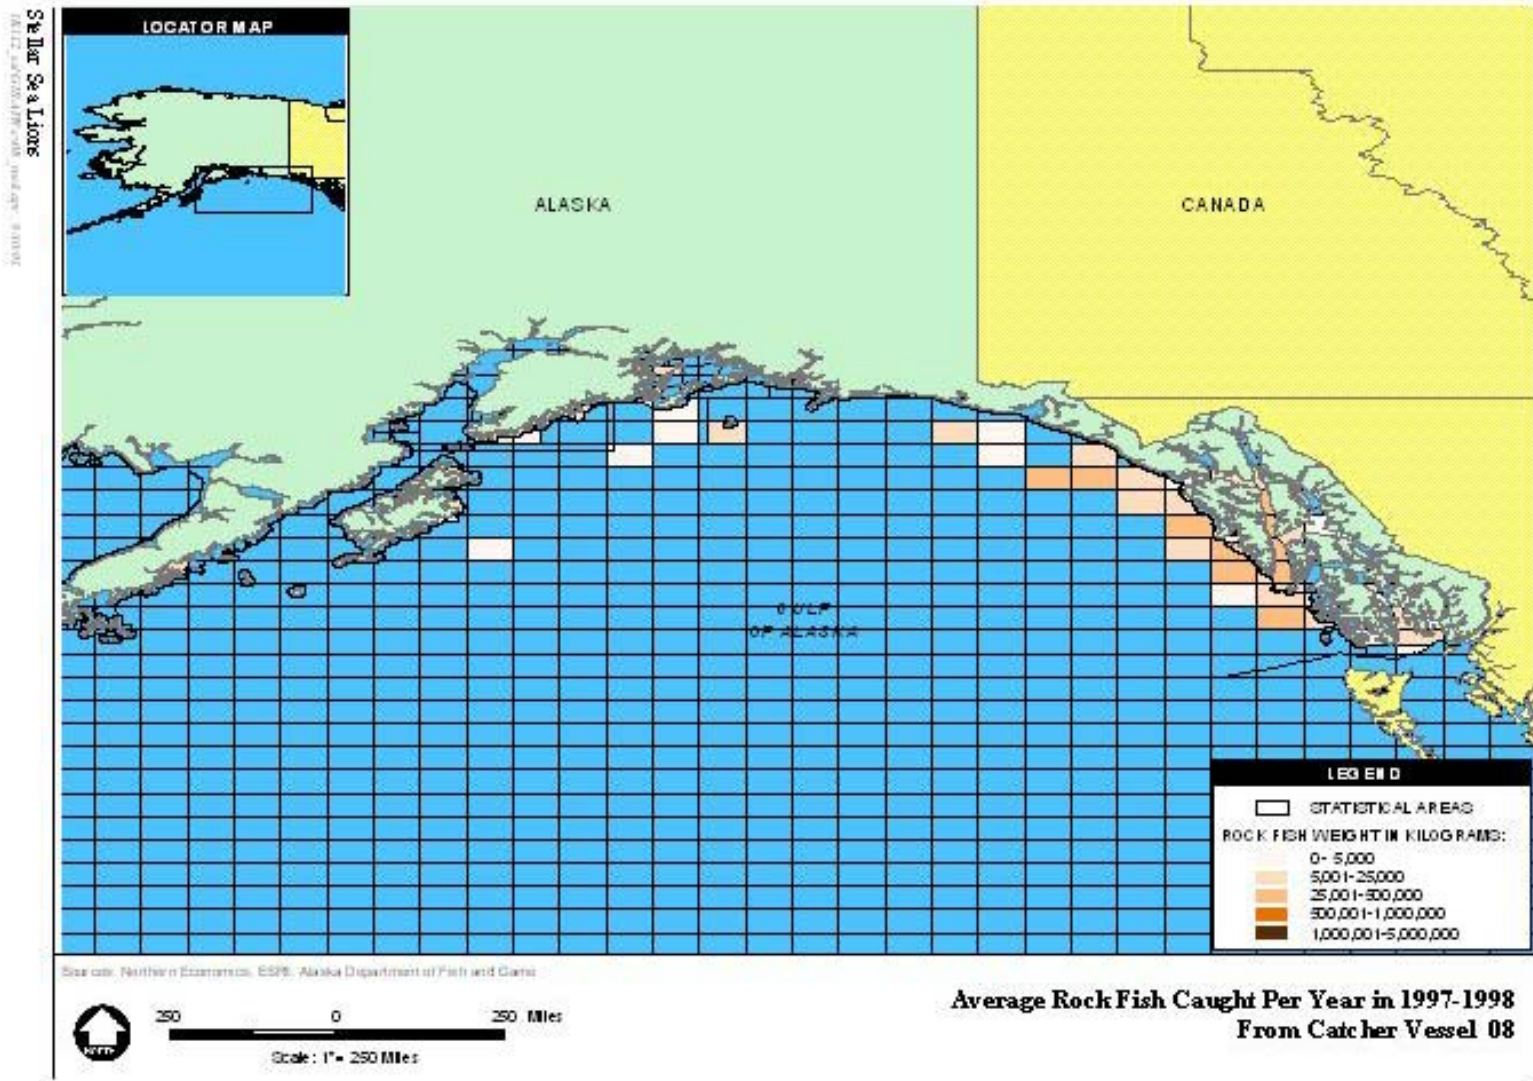 Stellar Sea Lions
LOCATOR MAP
ALASKA
CANADA
GULF
OF ALASKA
LEGEND
STATISTICAL AREAS
ROCK FISH WEIGHT IN KILOGRAMS:
0- 5,000
5,001-25,000
25,001-500,000
500,001-1,000,000
1,000,001-5,000,000
Source: Northern Economics, ESRI, Alaska Department of Fish and Game
250 0 250 Miles
Scale: 1"= 250 Miles
Average Rock Fish Caught Per Year in 1997-1998
From Catcher Vessel 08